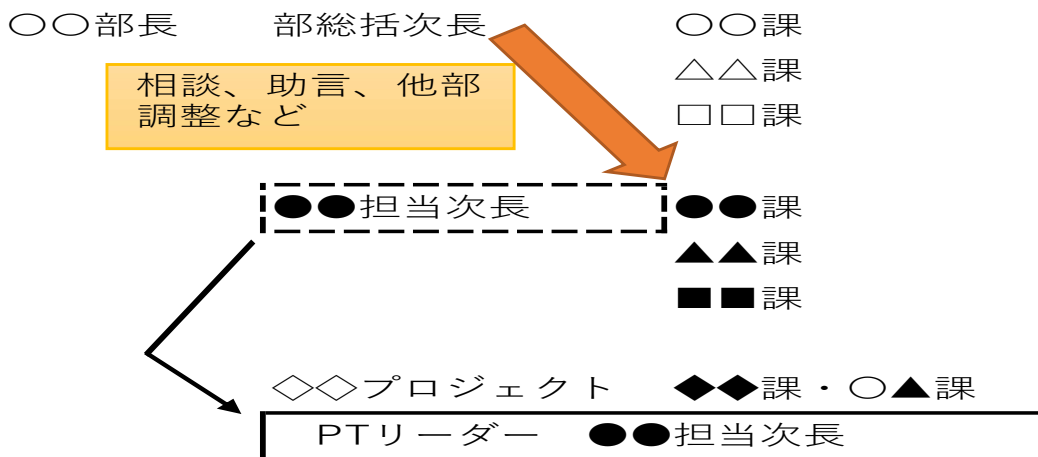 ○○部長　部総括次長　○○課
△△課
相談、助言、他部
調整など
□□課
●●担当次長　●●課
▲▲課
■■課
◇◇プロジェクト　◆◆課・○▲課
PTリーダー　●●担当次長